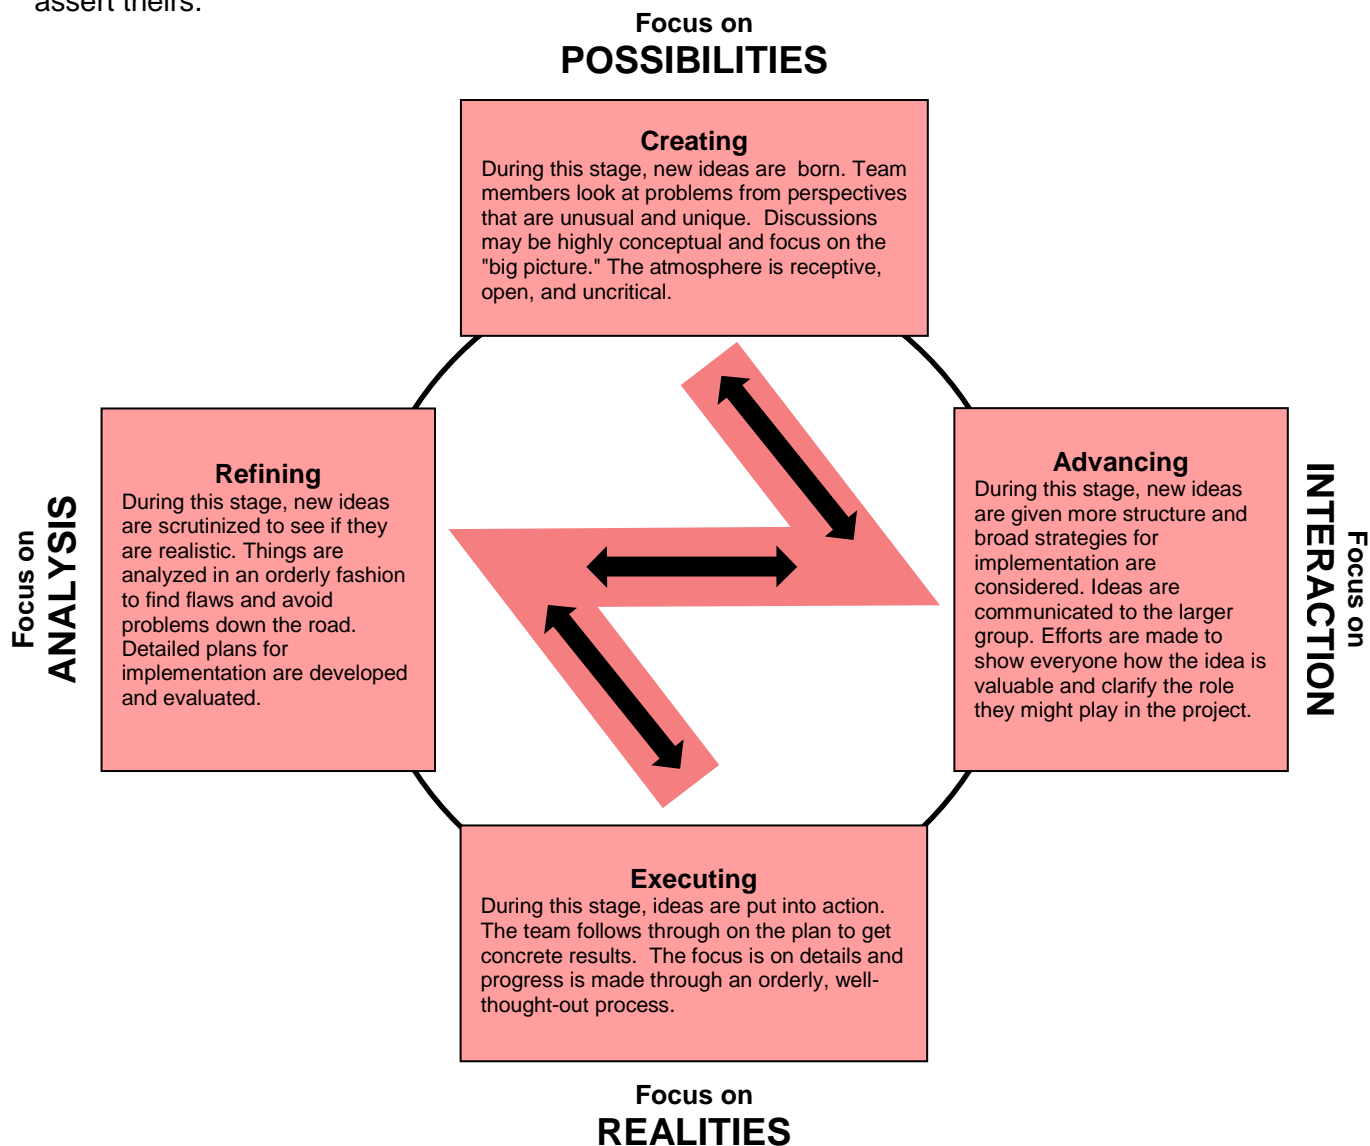 assert theirs.
Focus on
POSSIBILITIES
Creating
During this stage, new ideas are  born. Team
members look at problems from perspectives
that are unusual and unique.  Discussions
may be highly conceptual and focus on the
"big picture." The atmosphere is receptive,
open, and uncritical.
Focus on
ANALYSIS
Refining
During this stage, new ideas
are scrutinized to see if they
are realistic. Things are
analyzed in an orderly fashion
to find flaws and avoid
problems down the road.
Detailed plans for
implementation are developed
and evaluated.
Advancing
During this stage, new ideas
are given more structure and
broad strategies for
implementation are
considered. Ideas are
communicated to the larger
group. Efforts are made to
show everyone how the idea is
valuable and clarify the role
they might play in the project.
Focus on
INTERACTION
Executing
During this stage, ideas are put into action.
The team follows through on the plan to get
concrete results.  The focus is on details and
progress is made through an orderly, well-
thought-out process.
Focus on
REALITIES